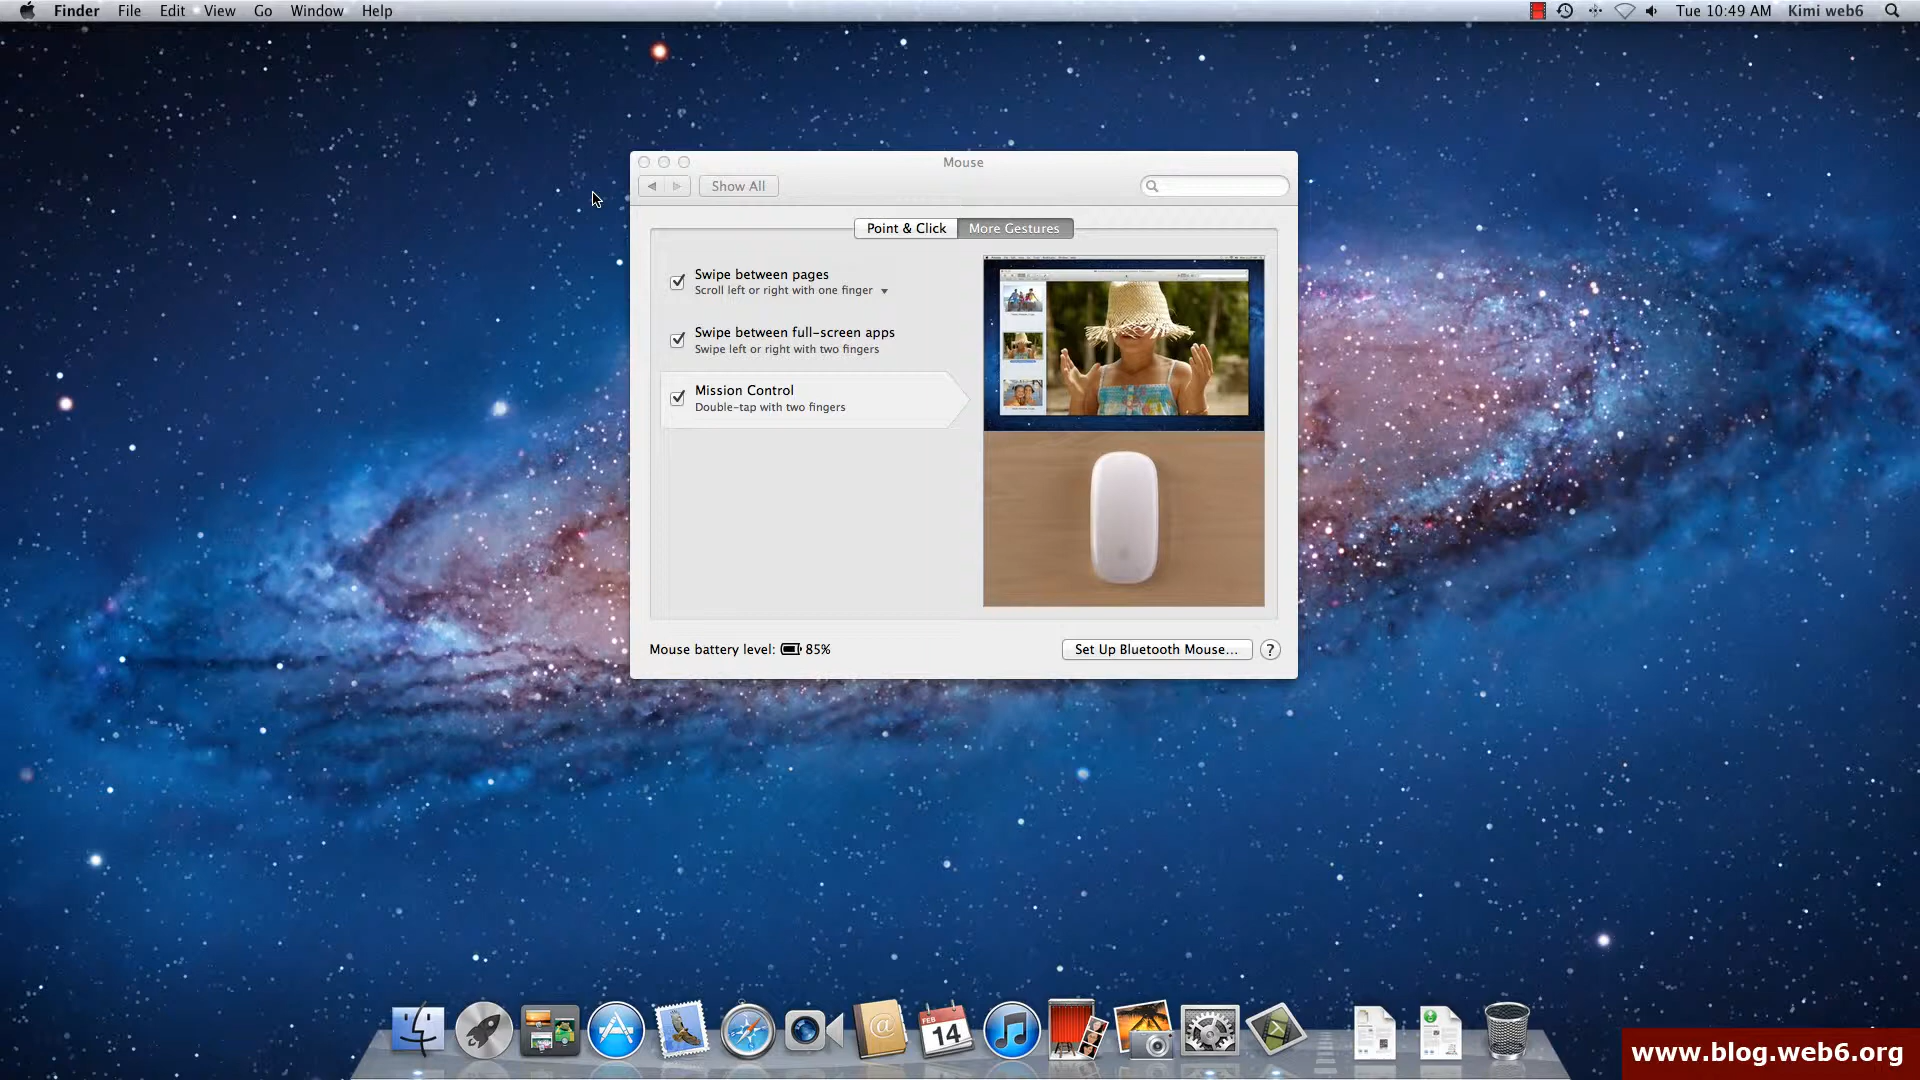 Finder File Edit View Go Window Help
Tue 10:49 AM Kimi web6
Mouse
Show All
Point & Click More Gestures
Swipe between pages
Scroll left or right with one finger
Swipe between full-screen apps
Swipe left or right with two fingers
Mission Control
Double-tap with two fingers
Mouse battery level: 85%
Set Up Bluetooth Mouse... ?
FEB
14
www.blog.web6.org